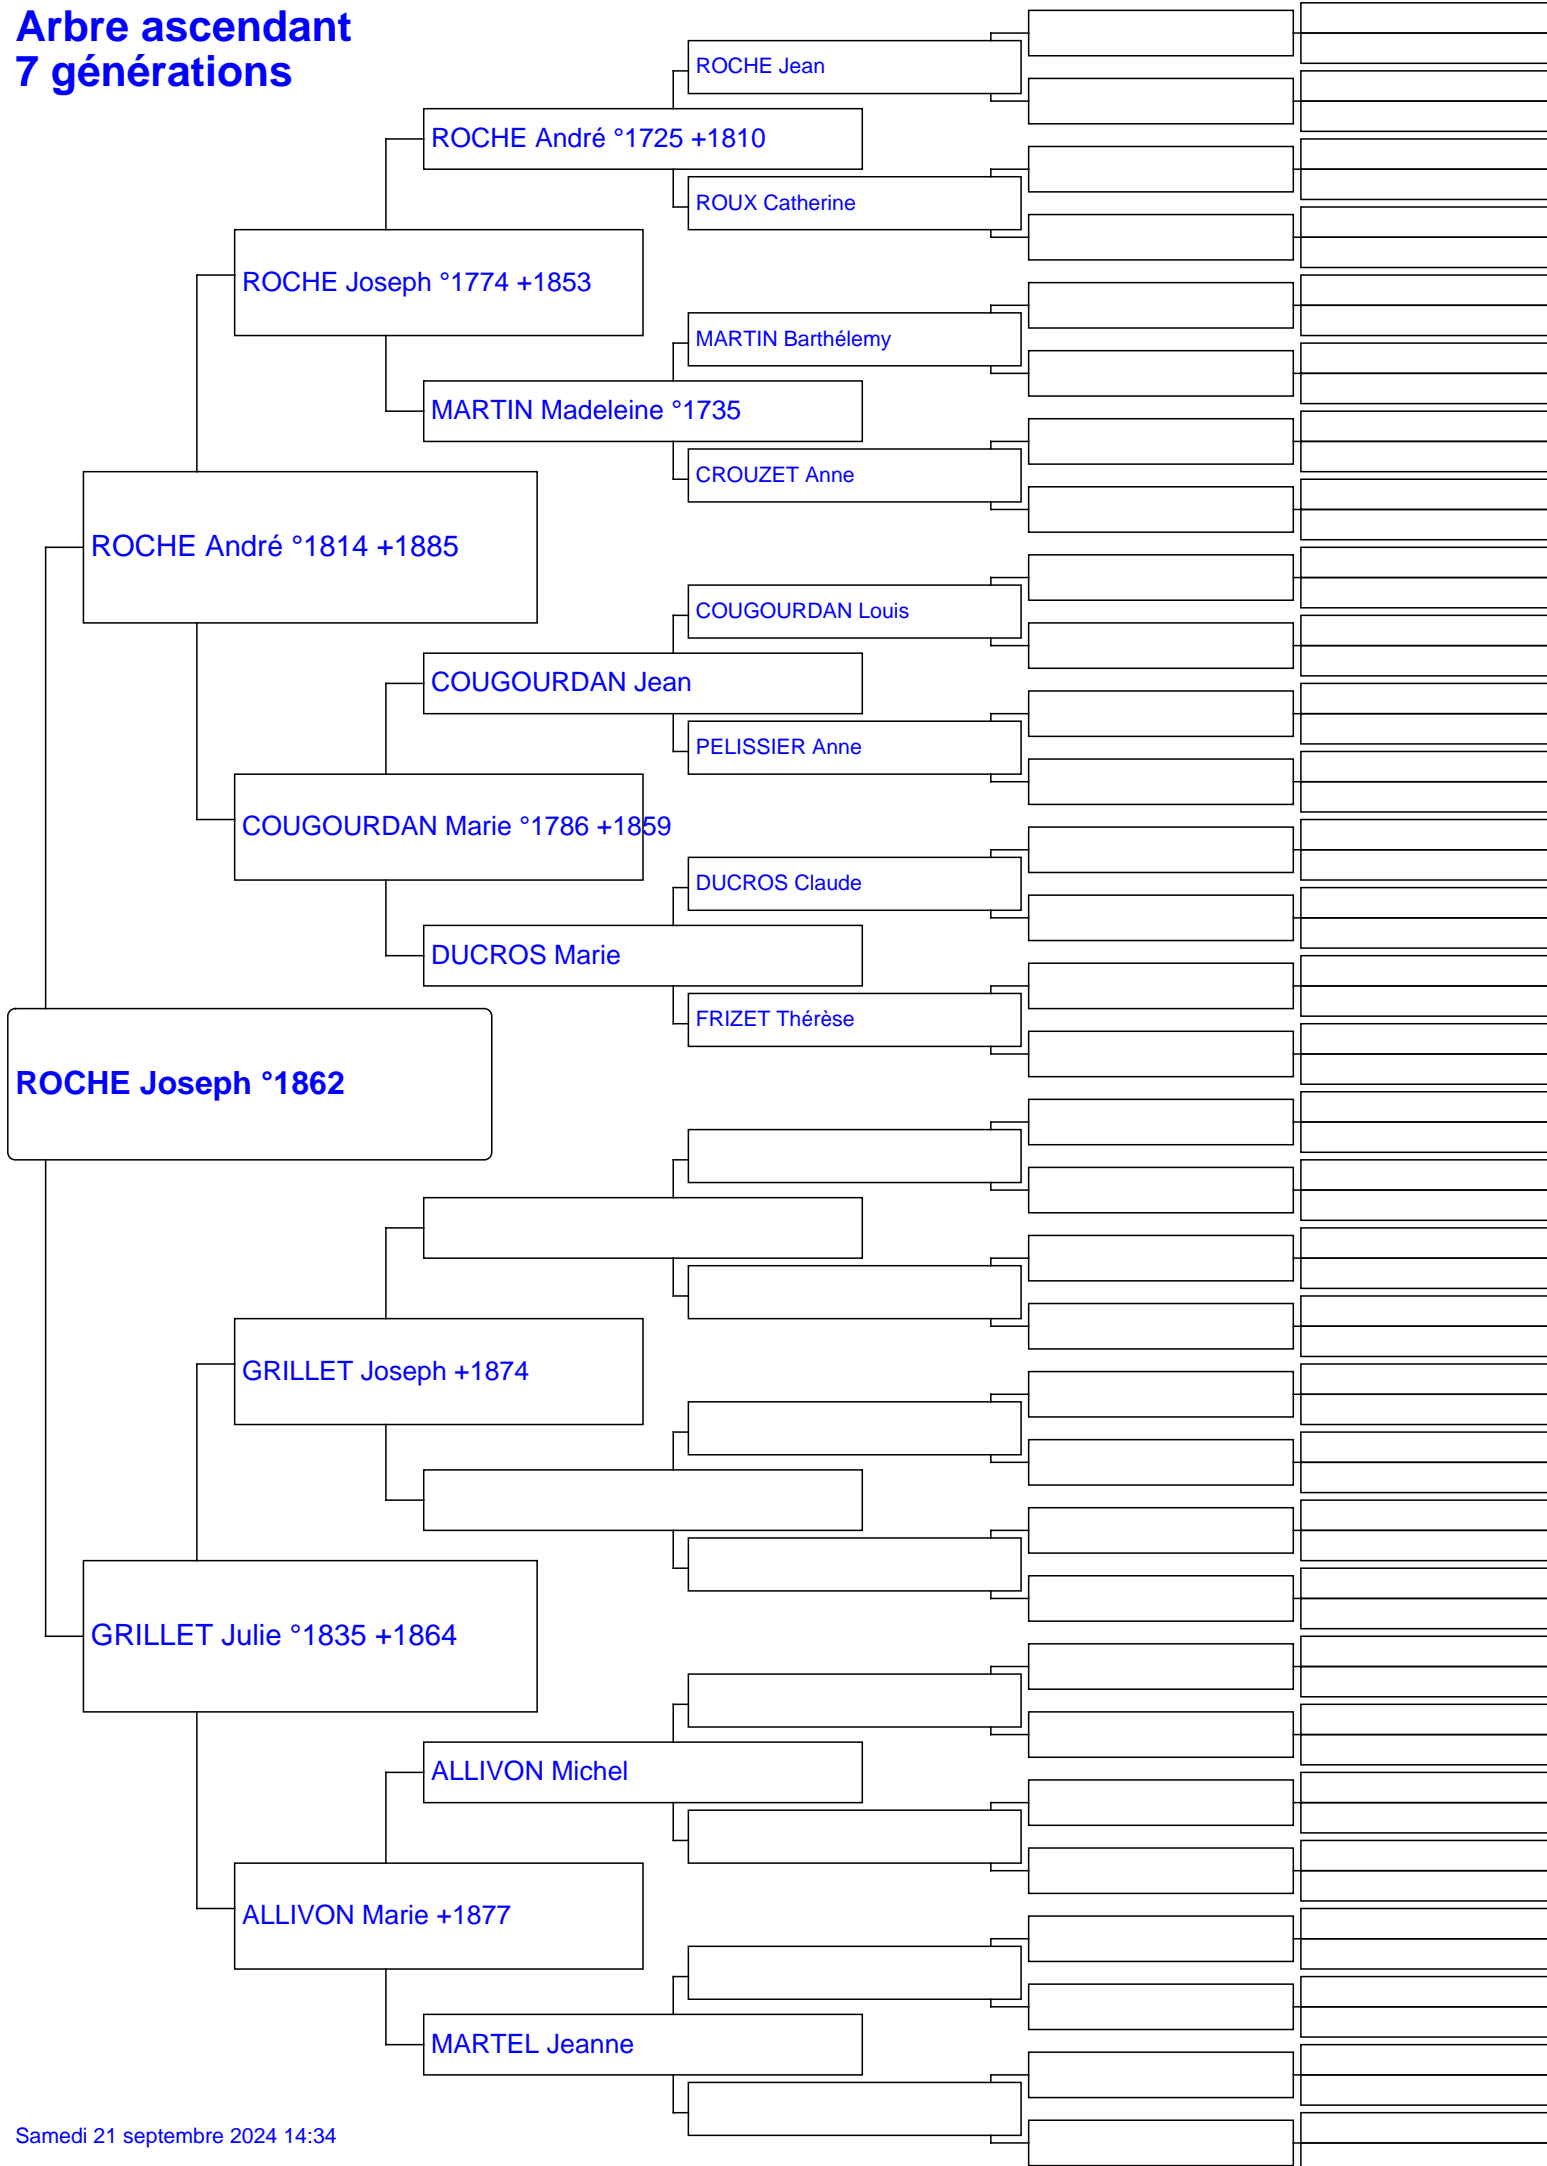 Arbre ascendant
7 générations
ROCHE Jean
ROCHE André °1725 +1810
ROUX Catherine
ROCHE Joseph °1774 +1853
MARTIN Barthélemy
MARTIN Madeleine °1735
CROUZET Anne
ROCHE André °1814 +1885
COUGOURDAN Louis
COUGOURDAN Jean
PELISSIER Anne
COUGOURDAN Marie °1786 +1859
DUCROS Claude
DUCROS Marie
FRIZET Thérèse
ROCHE Joseph °1862
GRILLET Joseph +1874
GRILLET Julie °1835 +1864
ALLIVON Michel
ALLIVON Marie +1877
MARTEL Jeanne
Samedi 21 septembre 2024 14:34